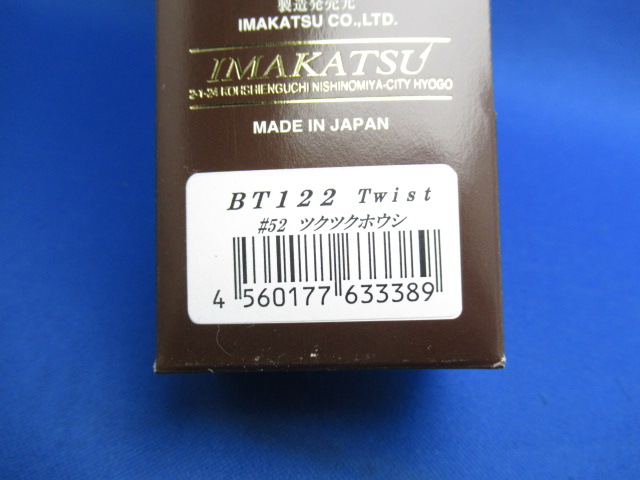 製造発売元
IMAKATSU CO.,LTD.
IMAKATSU
2-1-24 KOHSHIENGUCHI NISHINOMIYA-CITY HYOGO
MADE IN JAPAN
BT122 Twist
#52 ツクツクホウシ
4 560177 633389